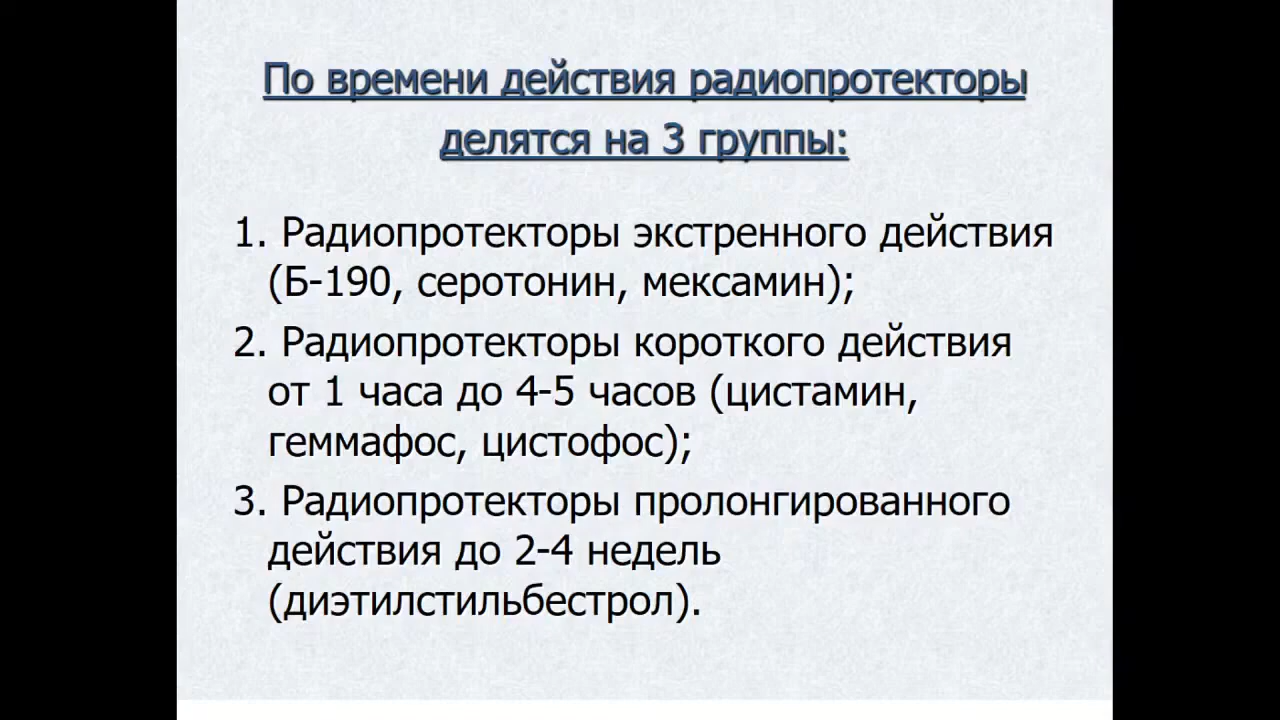 По времени действия радиопротекторы
делятся на 3 группы:
1. Радиопротекторы экстренного действия
(Б-190, серотонин, мексамин);
2. Радиопротекторы короткого действия
от 1 часа до 4-5 часов (цистамин,
геммафос, цистофос);
3. Радиопротекторы пролонгированного
действия до 2-4 недель
(диэтилстильбестрол).